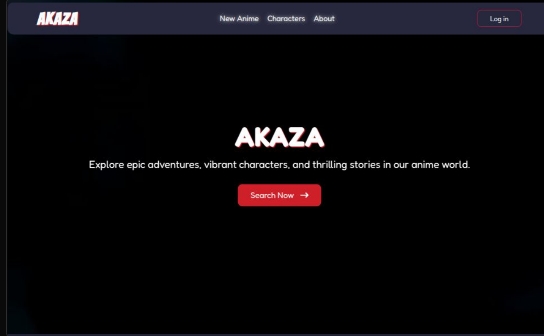 AKAZA
New Anime Characters About
Log in
AKAZA
Explore epic adventures, vibrant characters, and thrilling stories in our anime world.
Search Now →